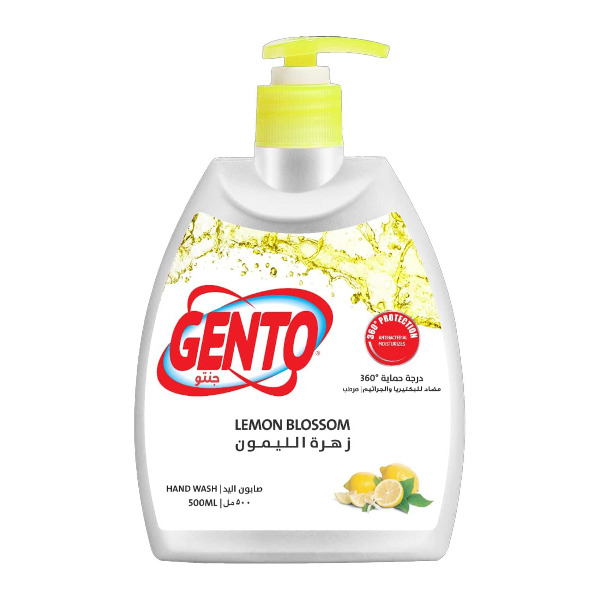 GENTO®
جنتو
360° PROTECTION
ANTIBACTERIAL
MOISTURIZES
360° درجة حماية
مضاد للبكتيريا والجراثيم | مرطب
LEMON BLOSSOM
زهرة الليمون
HAND WASH | صابون اليد
500ML | ٥٠٠ مل